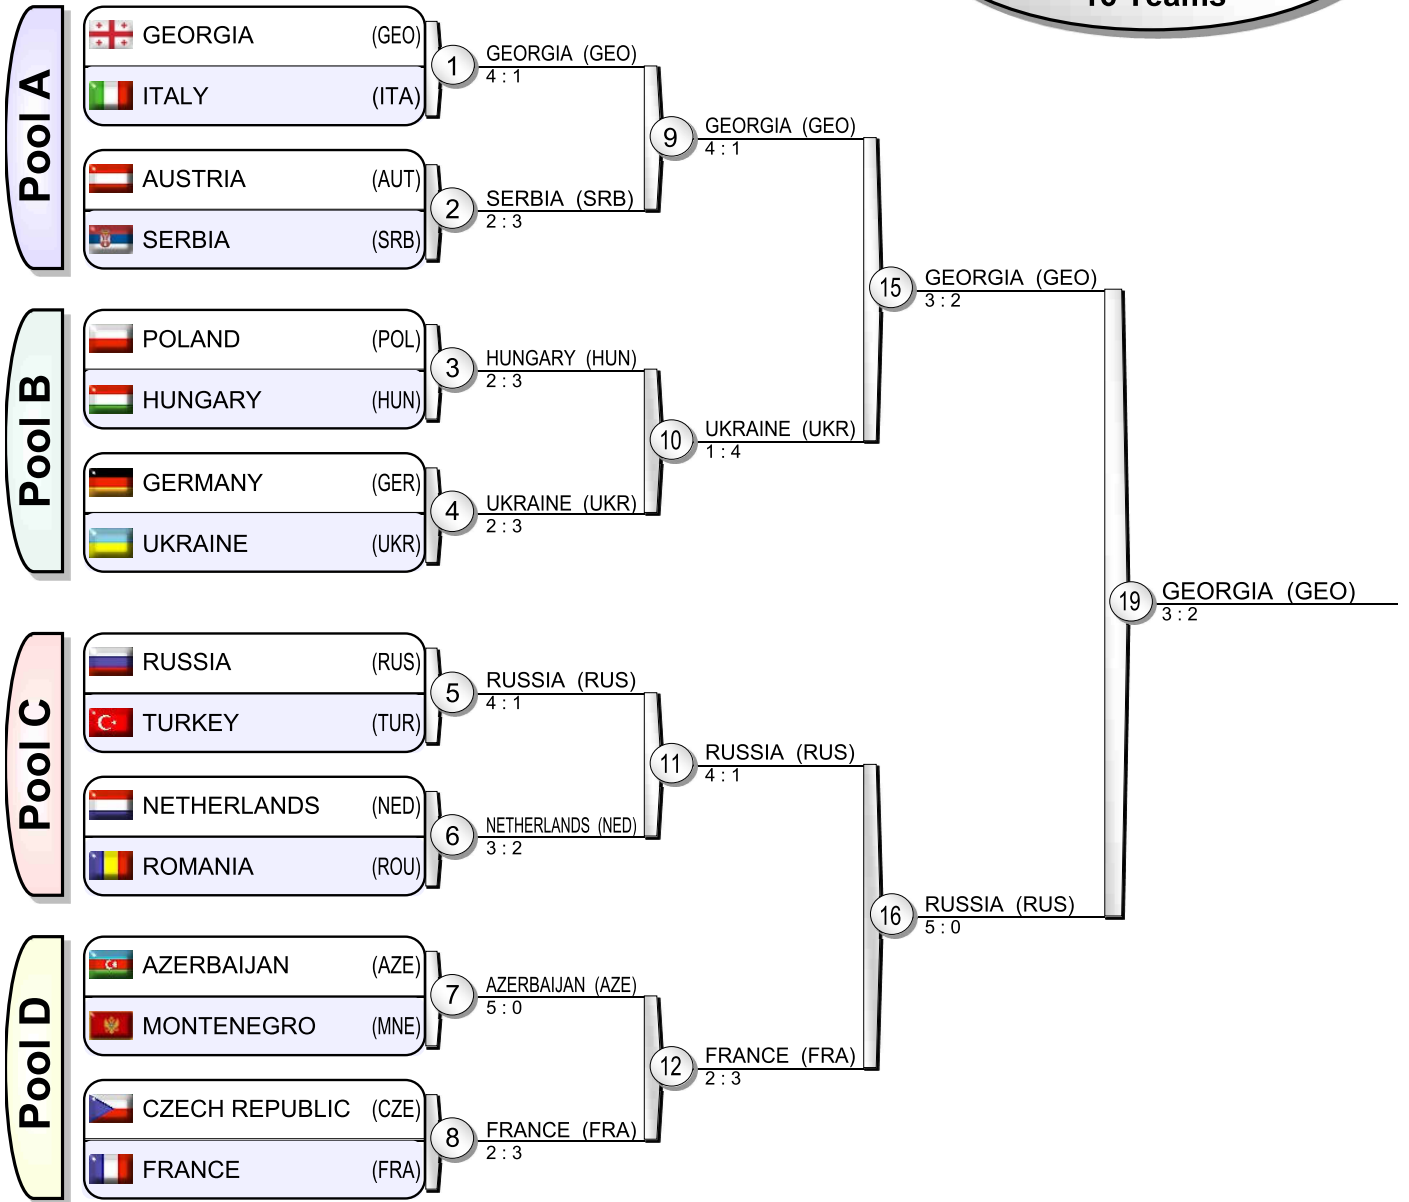 16 Teams
Pool A
GEORGIA (GEO)
ITALY (ITA)
AUSTRIA (AUT)
SERBIA (SRB)
Pool B
POLAND (POL)
HUNGARY (HUN)
GERMANY (GER)
UKRAINE (UKR)
Pool C
RUSSIA (RUS)
TURKEY (TUR)
NETHERLANDS (NED)
ROMANIA (ROU)
Pool D
AZERBAIJAN (AZE)
MONTENEGRO (MNE)
CZECH REPUBLIC (CZE)
FRANCE (FRA)
1 GEORGIA (GEO)
4 : 1
2 SERBIA (SRB)
2 : 3
3 HUNGARY (HUN)
2 : 3
4 UKRAINE (UKR)
2 : 3
5 RUSSIA (RUS)
4 : 1
6 NETHERLANDS (NED)
3 : 2
7 AZERBAIJAN (AZE)
5 : 0
8 FRANCE (FRA)
2 : 3
9 GEORGIA (GEO)
4 : 1
10 UKRAINE (UKR)
1 : 4
11 RUSSIA (RUS)
4 : 1
12 FRANCE (FRA)
2 : 3
15 GEORGIA (GEO)
3 : 2
16 RUSSIA (RUS)
5 : 0
19 GEORGIA (GEO)
3 : 2